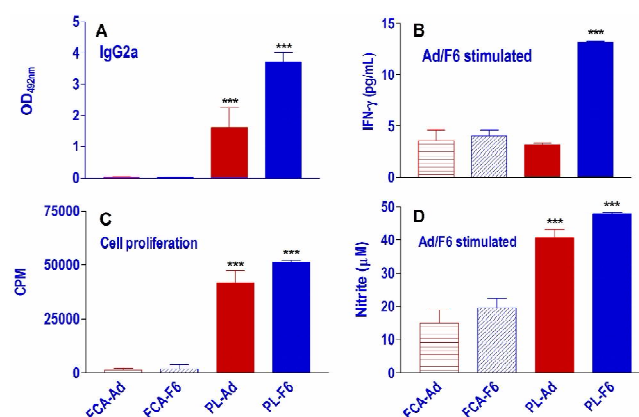 A
IgG2a
OD492nm
5
4
3
2
1
0
***
***
B
Ad/F6 stimulated
IFN-γ (pg/mL)
15
10
5
0
***
C
Cell proliferation
CPM
75000
50000
25000
0
***
***
FCA-Ad
FCA-F6
PL-Ad
PL-F6
D
Ad/F6 stimulated
Nitrite (μM)
50
40
30
20
10
0
***
***
FCA-Ad
FCA-F6
PL-Ad
PL-F6